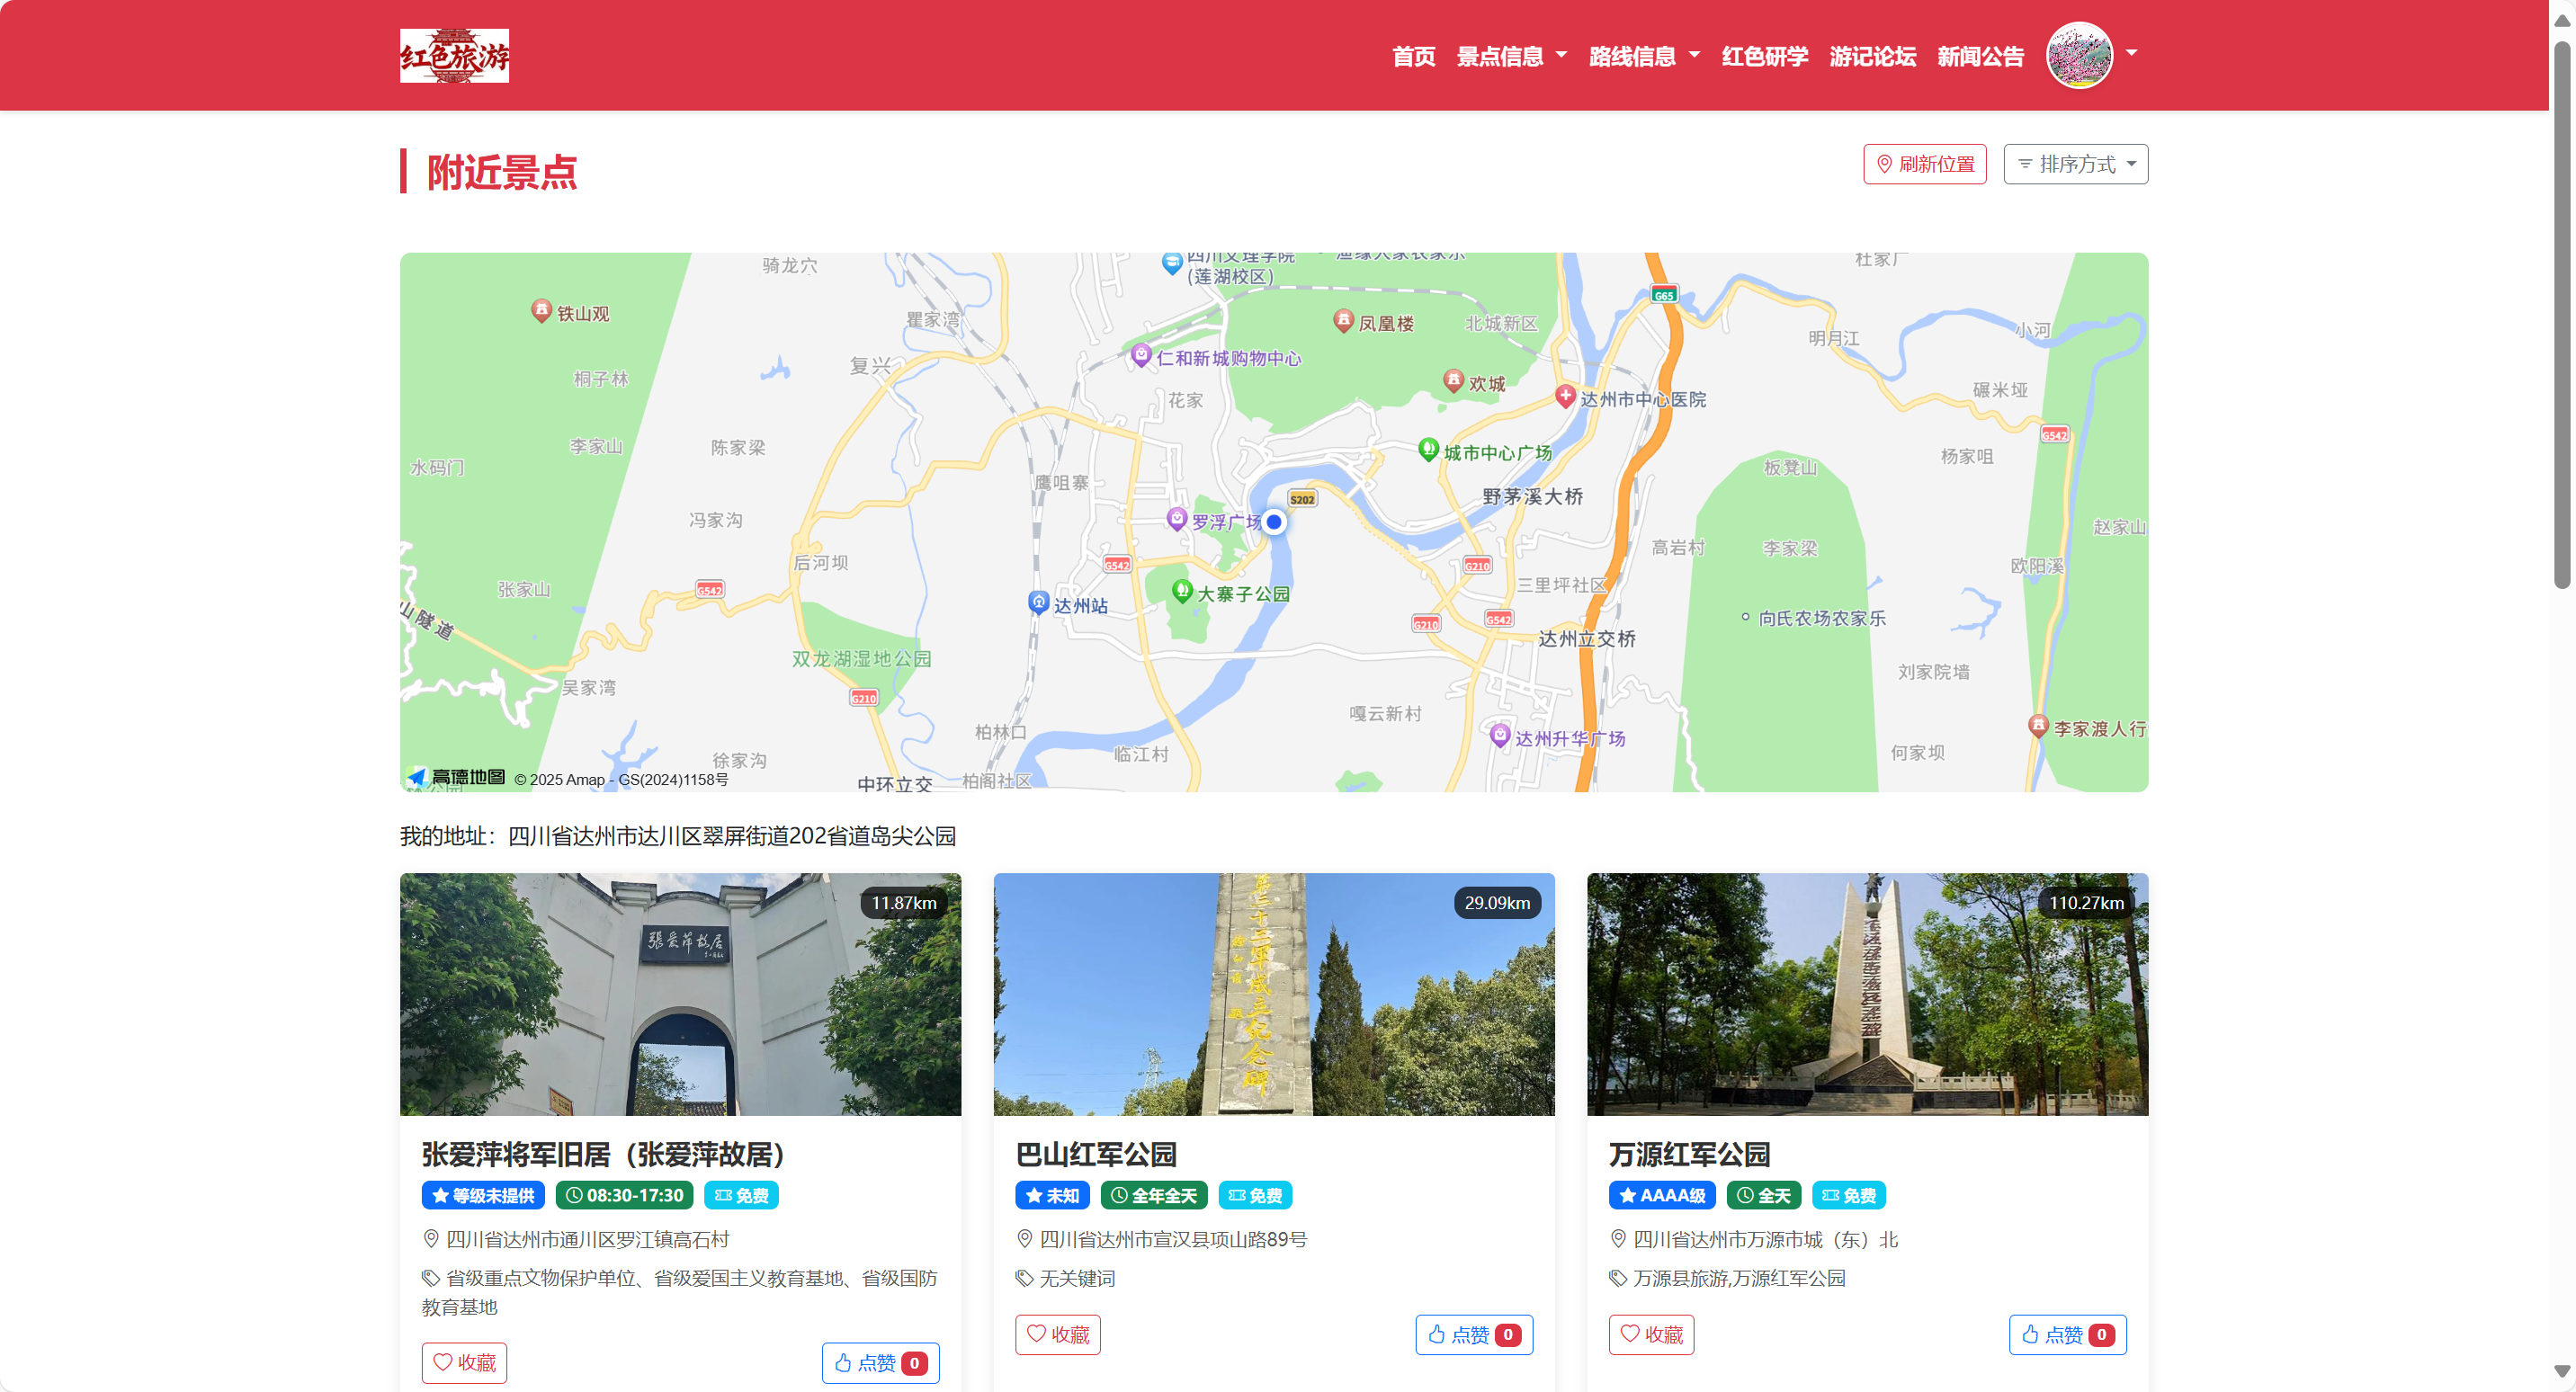 红色旅游
首页 景点信息 路线信息 红色研学 游记论坛 新闻公告
附近景点
刷新位置 排序方式
骑龙穴
(莲湖校区)
铁山观
瞿家湾
凤凰楼
北城新区
G65
明月江
小河
仁和新城购物中心
复兴
桐子林
欢城
花家
达州市中心医院
碾米垭
李家山
陈家梁
水码门
城市中心广场
G542
杨家咀
板凳山
鹰咀寨
野茅溪大桥
S202
冯家沟
罗浮广场
赵家山
高岩村
李家梁
后河坝
G542
G210
欧阳溪
张家山
G542
三里坪社区
达州站
大寨子公园
山隧道
G210
G542
向氏农场农家乐
达州立交桥
双龙湖湿地公园
刘家院墙
吴家湾
G210
嘎云新村
柏林口
达州升华广场
李家渡人行
临江村
何家坝
徐家沟
高德地图 © 2025 Amap - GS(2024)1158号
中环立交
柏阁社区
我的地址：四川省达州市达川区翠屏街道202省道岛尖公园
11.87km
張爱萍故居
29.09km
110.27km
张爱萍将军旧居（张爱萍故居）
等级未提供 08:30-17:30 免费
四川省达州市通川区罗江镇高石村
省级重点文物保护单位、省级爱国主义教育基地、省级国防
教育基地
收藏 点赞 0
巴山红军公园
未知 全年全天 免费
四川省达州市宣汉县项山路89号
无关键词
收藏 点赞 0
万源红军公园
AAAA级 全天 免费
四川省达州市万源市城（东）北
万源县旅游,万源红军公园
收藏 点赞 0